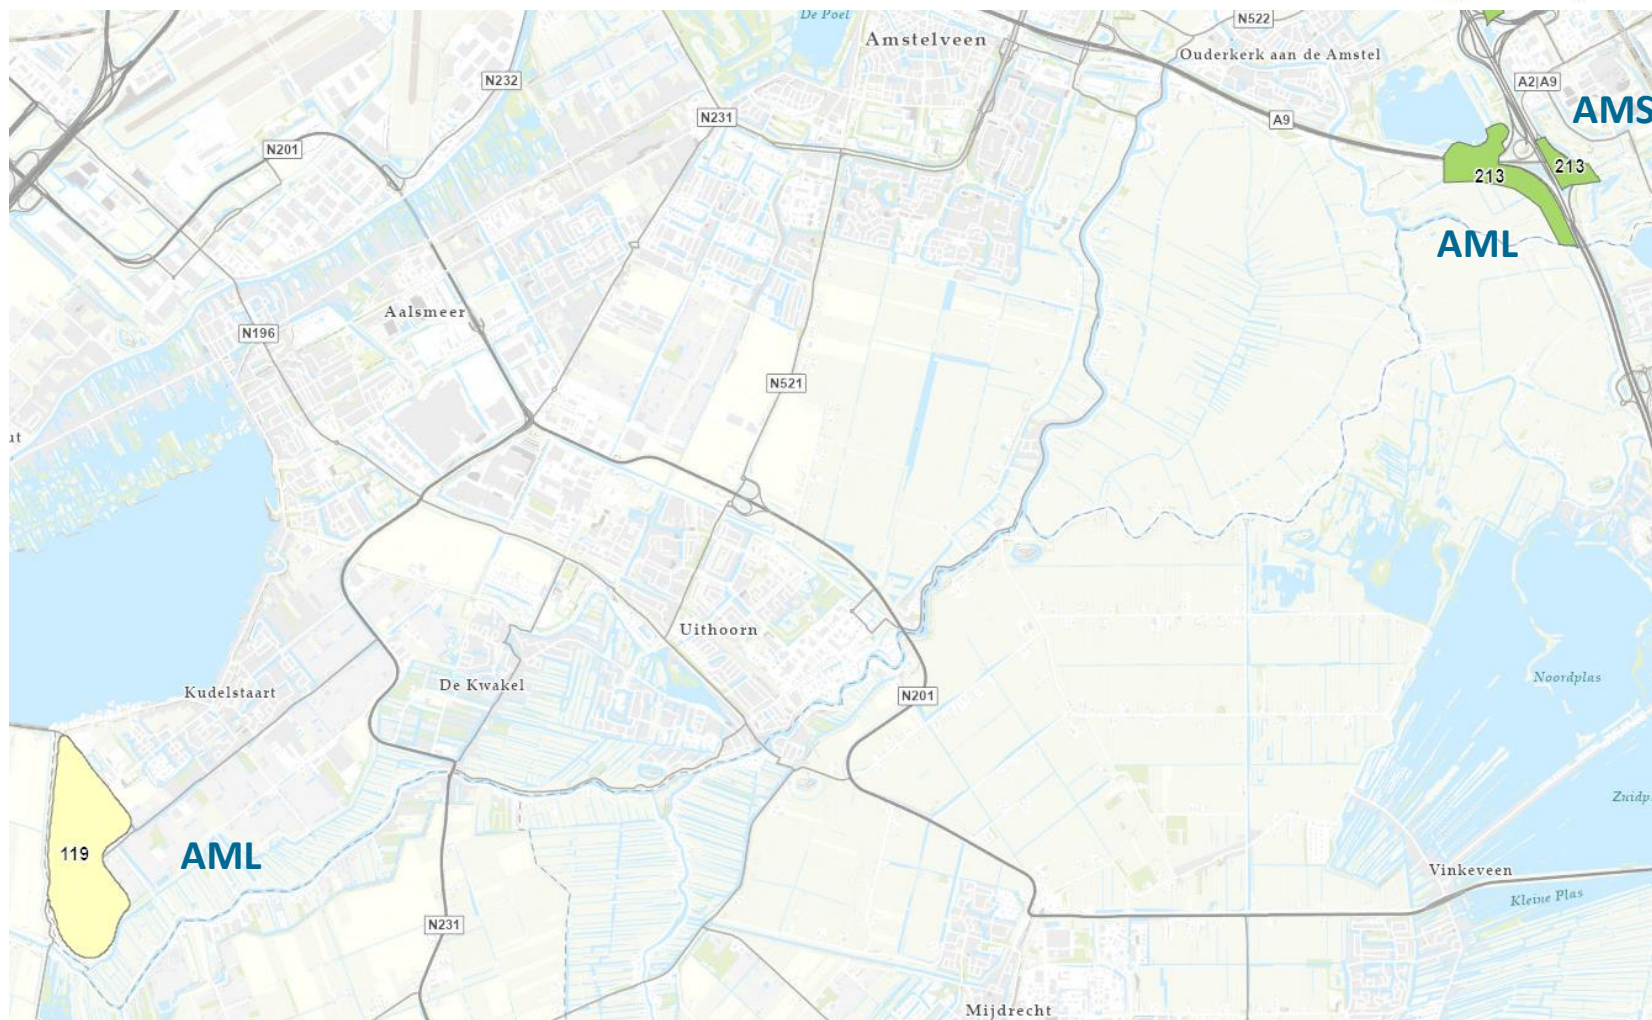 De Poel
N522
Amstelveen
Ouderkerk aan de Amstel
N232
A2|A9
AMS
N231
A9
N201
213
213
AML
Aalsmeer
N196
N521
ut
Uithoorn
Noordplas
De Kwakel
Kudelstaart
N201
Zuidp
119
AML
Vinkeveen
Kleine Plas
N231
Mijdrecht